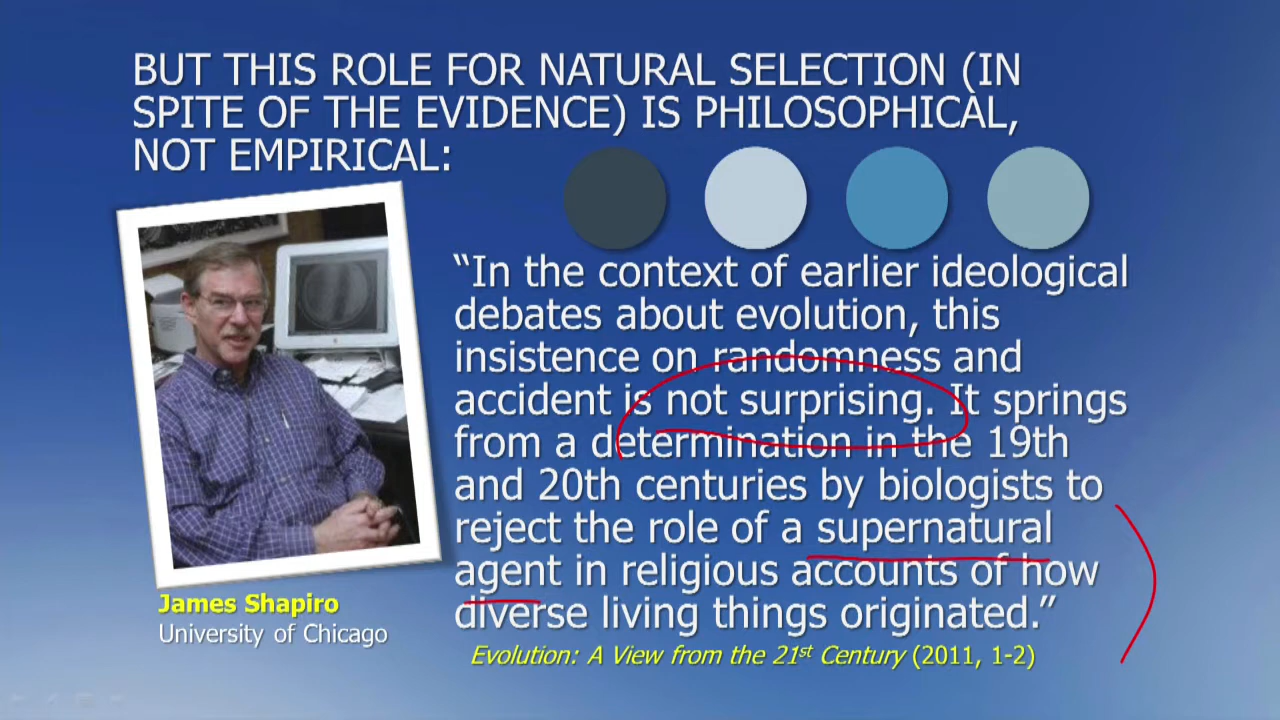 BUT THIS ROLE FOR NATURAL SELECTION (IN
SPITE OF THE EVIDENCE) IS PHILOSOPHICAL,
NOT EMPIRICAL:
“In the context of earlier ideological
debates about evolution, this
insistence on randomness and
accident is not surprising. It springs
from a determination in the 19th
and 20th centuries by biologists to
reject the role of a supernatural
agent in religious accounts of how
diverse living things originated.”
Evolution: A View from the 21st Century (2011, 1-2)
James Shapiro
University of Chicago